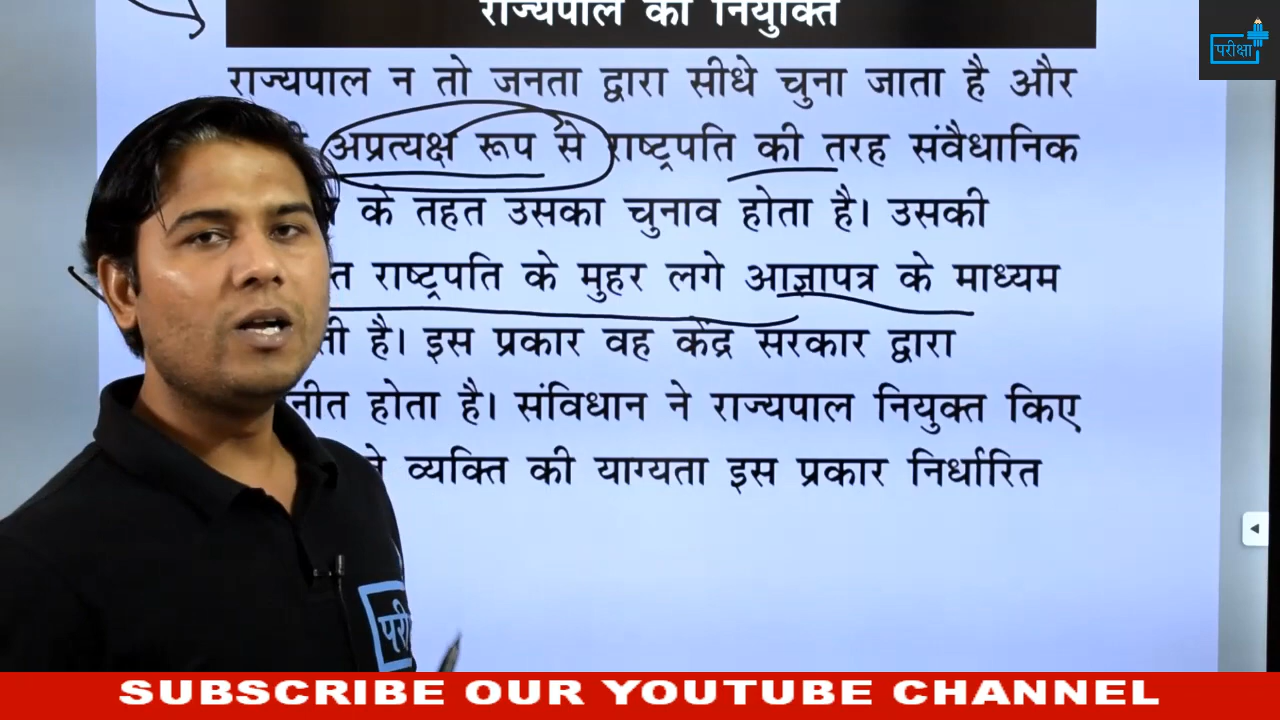 राज्यपाल की नियुक्ति
परीक्षा
राज्यपाल न तो जनता द्वारा सीधे चुना जाता है और
अप्रत्यक्ष रूप से राष्ट्रपति की तरह संवैधानिक
के तहत उसका चुनाव होता है। उसकी
राष्ट्रपति के मुहर लगे आज्ञापत्र के माध्यम
है। इस प्रकार वह केंद्र सरकार द्वारा
होता है। संविधान ने राज्यपाल नियुक्त किए
व्यक्ति की याग्यता इस प्रकार निर्धारित
परी
SUBSCRIBE OUR YOUTUBE CHANNEL